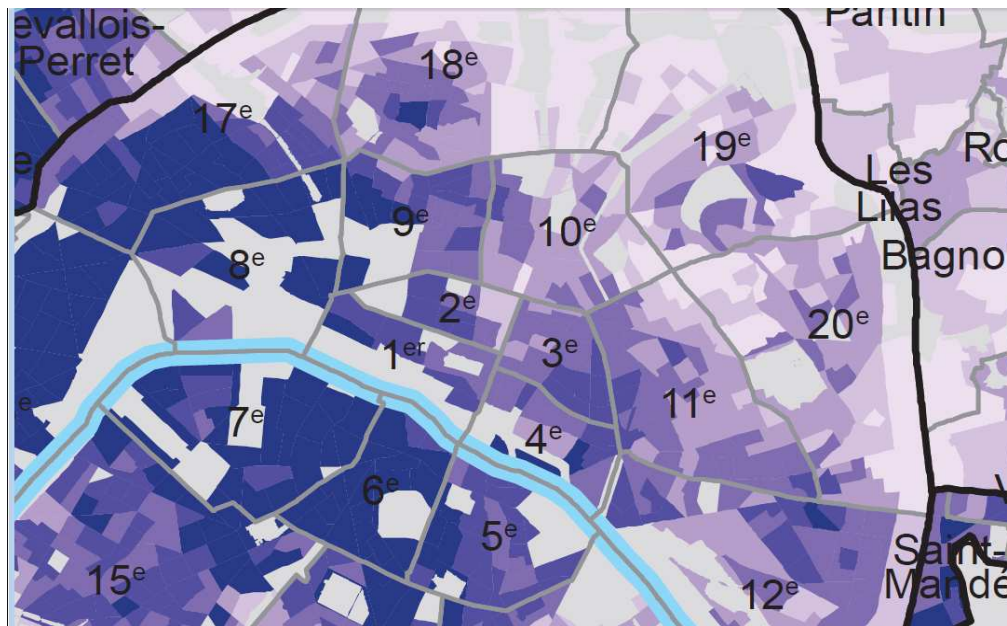 evallois-
Perret
Pantin
18e
17e
19e
Ro
e
Les
Lilas
9e
10e
8e
Bagno
2e
20e
1er
3e
e
7e
11e
4e
6e
5e
V
Saint-
Mandé
15e
12e